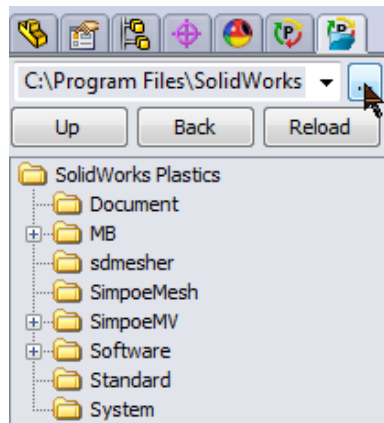 C:\Program Files\SolidWorks
...
Up Back Reload
SolidWorks Plastics
Document
MB
sdmesher
SimpoeMesh
SimpoeMV
Software
Standard
System